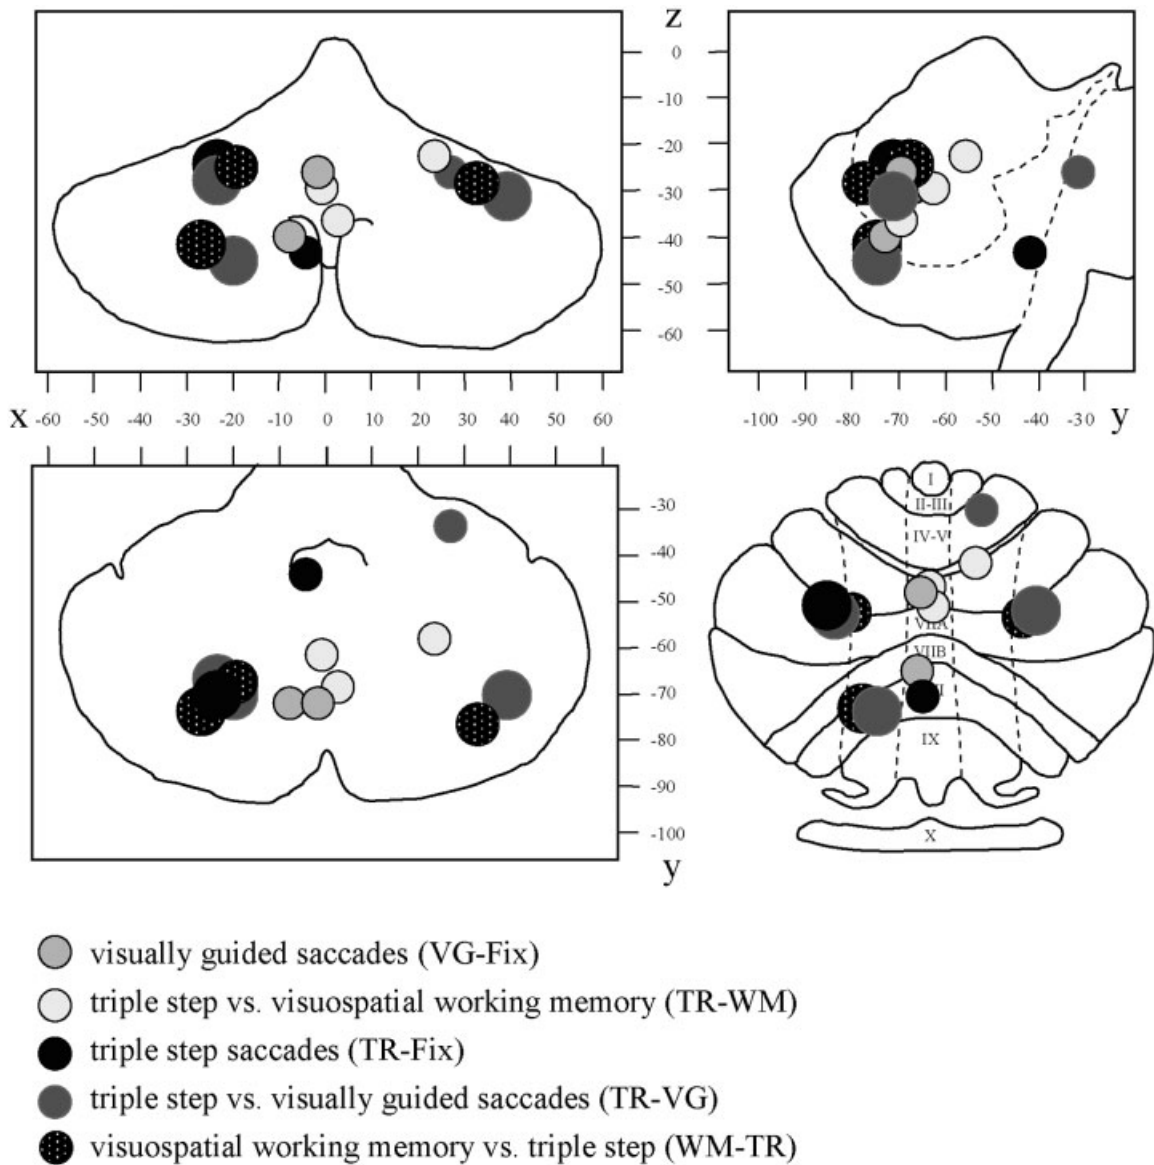 z
0
-10
-20
-30
-40
-50
-60
x -60 -50 -40 -30 -20 -10 0 10 20 30 40 50 60
-100 -90 -80 -70 -60 -50 -40 -30 y
-30
-40
-50
-60
-70
-80
-90
-100
y
I
II-III
IV-V
VIIA
VIIB
IX
X
visually guided saccades (VG-Fix)
triple step vs. visuospatial working memory (TR-WM)
triple step saccades (TR-Fix)
triple step vs. visually guided saccades (TR-VG)
visuospatial working memory vs. triple step (WM-TR)